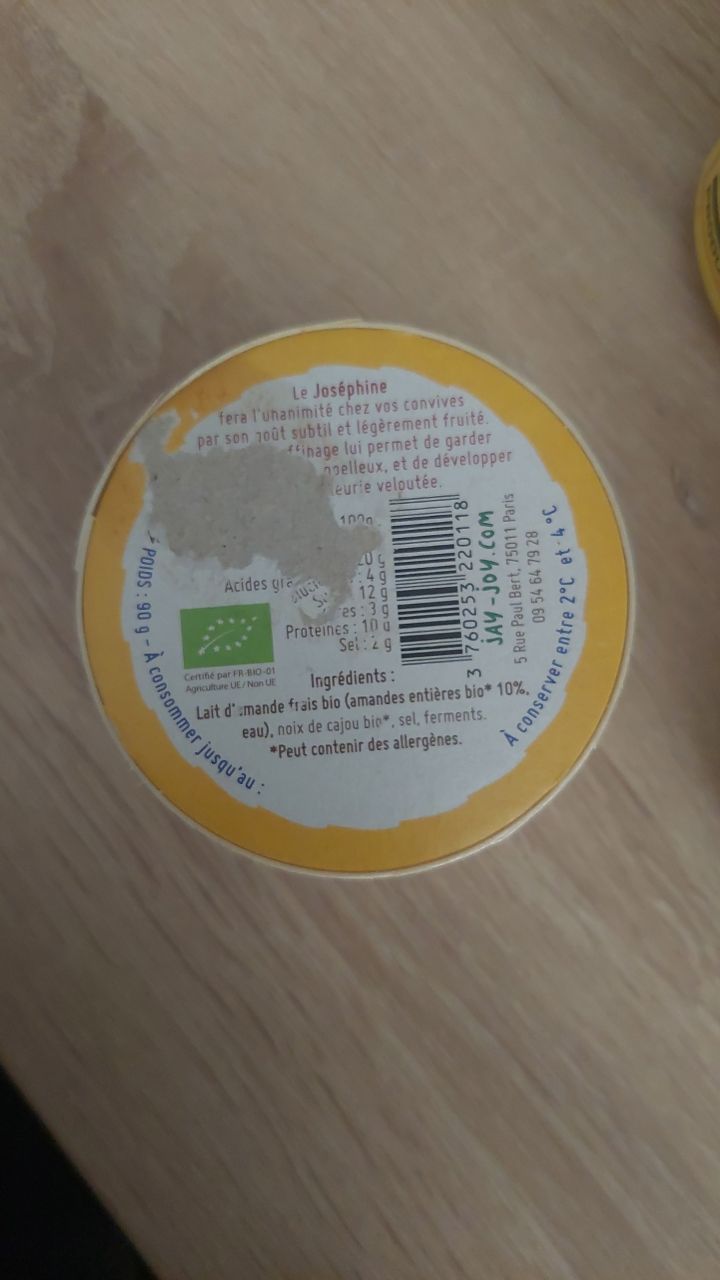 Le Joséphine
fera l'unanimité chez vos convives
par son goût subtil et légèrement fruité.
lui permet de garder
et de développer
veloutée.
100g
20 g
Acides : 4 g
12 g
: 3 g
Protéines : 10 g
Sel : 2 g
Certifié par FR-BIO-01
Agriculture UE/Non UE
Ingrédients :
Lait d'amande frais bio (amandes entières bio* 10%,
eau), noix de cajou bio*, sel, ferments.
*Peut contenir des allergènes.
3 760253 220118
JAY-JOY.COM
5 Rue Paul Bert, 75011 Paris
09 54 64 79 28
POIDS : 90 g - À consommer jusqu'au :
À conserver entre 2°C et 4°C